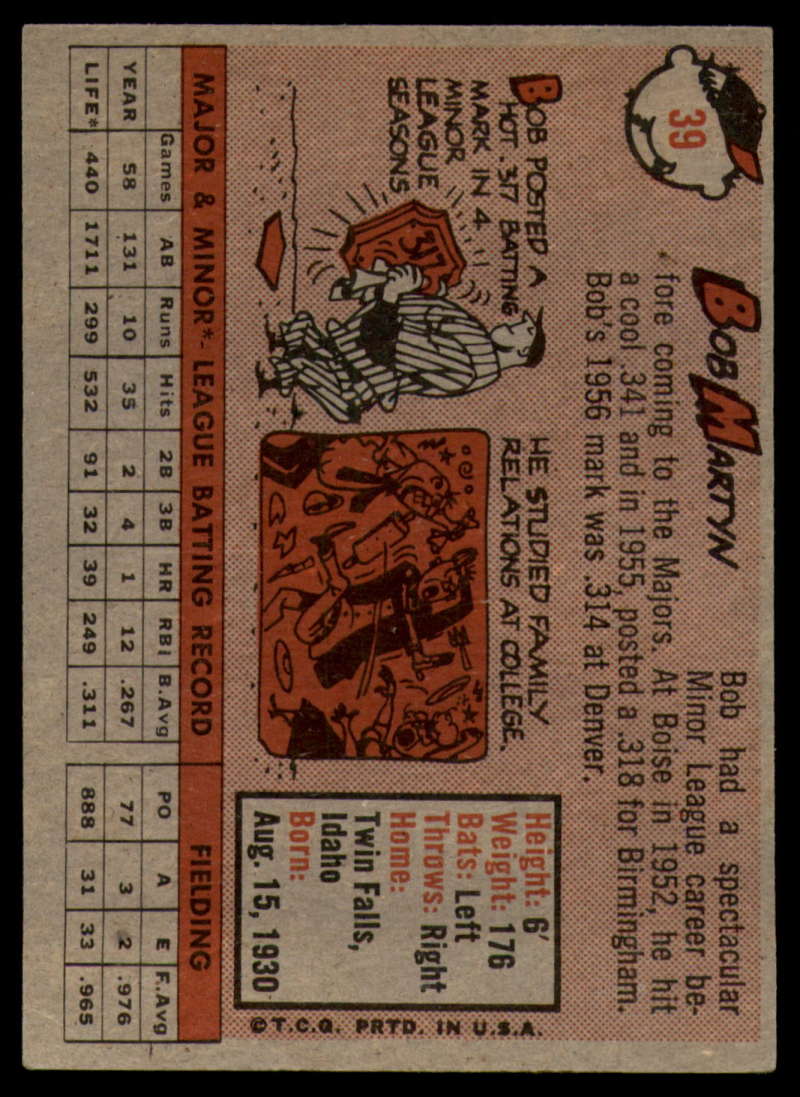 39
BOB MARTYN
Bob had a spectacular
Minor League career be-
fore coming to the Majors. At Boise in 1952, he hit
a cool .341 and in 1955, posted a .318 for Birmingham.
Bob's 1956 mark was .314 at Denver.
BOB POSTED A
HOT .317 BATTING
MARK IN 4
MINOR
LEAGUE
SEASONS
.317
HE STUDIED FAMILY
RELATIONS AT COLLEGE.
Height: 6'
Weight: 176
Bats: Left
Throws: Right
Home:
Twin Falls,
Idaho
Born:
Aug. 15, 1930
©T.C.G. PRTD. IN U.S.A.
MAJOR & MINOR* LEAGUE BATTING RECORD FIELDING
Games AB Runs Hits 2B 3B HR RBI B.Avg PO A E F.Avg
YEAR 58 131 10 35 2 4 1 12 .267 77 3 2 .976
LIFE* 440 1711 299 532 91 32 39 249 .311 888 31 33 .965